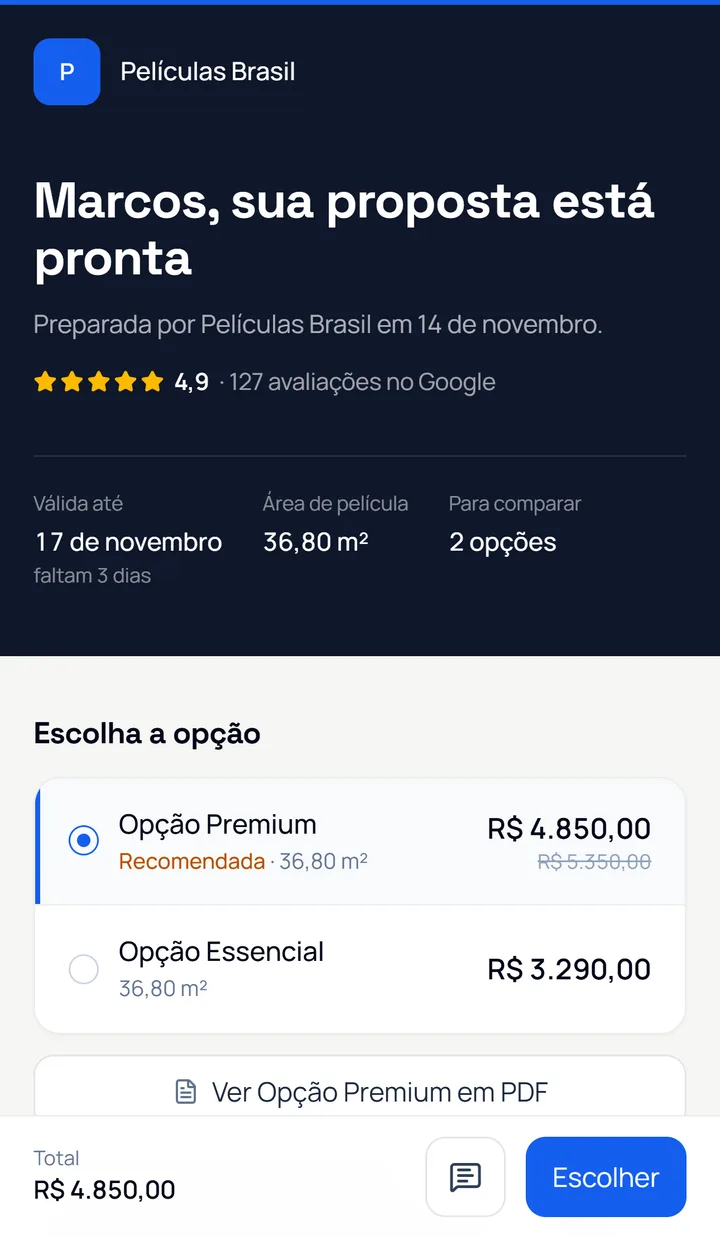 P
Películas Brasil
Marcos, sua proposta está
pronta
Preparada por Películas Brasil em 14 de novembro.
4,9 · 127 avaliações no Google
Válida até
17 de novembro
faltam 3 dias
Área de película
36,80 m²
Para comparar
2 opções
Escolha a opção
Opção Premium
Recomendada · 36,80 m²
R$ 4.850,00
R$ 5.350,00
Opção Essencial
36,80 m²
R$ 3.290,00
Ver Opção Premium em PDF
Total
R$ 4.850,00
Escolher